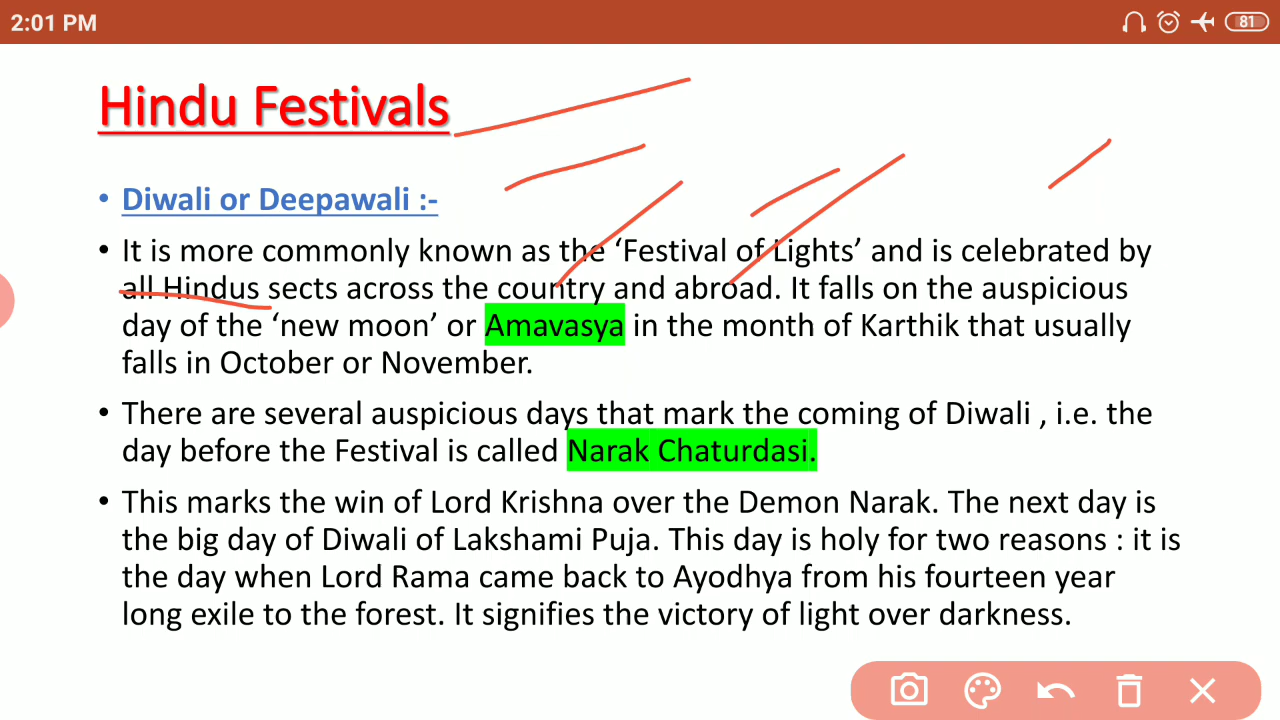 2:01 PM
81
Hindu Festivals
• Diwali or Deepawali :-
• It is more commonly known as the ‘Festival of Lights’ and is celebrated by
all Hindus sects across the country and abroad. It falls on the auspicious
day of the ‘new moon’ or Amavasya in the month of Karthik that usually
falls in October or November.
• There are several auspicious days that mark the coming of Diwali , i.e. the
day before the Festival is called Narak Chaturdasi.
• This marks the win of Lord Krishna over the Demon Narak. The next day is
the big day of Diwali of Lakshami Puja. This day is holy for two reasons : it is
the day when Lord Rama came back to Ayodhya from his fourteen year
long exile to the forest. It signifies the victory of light over darkness.